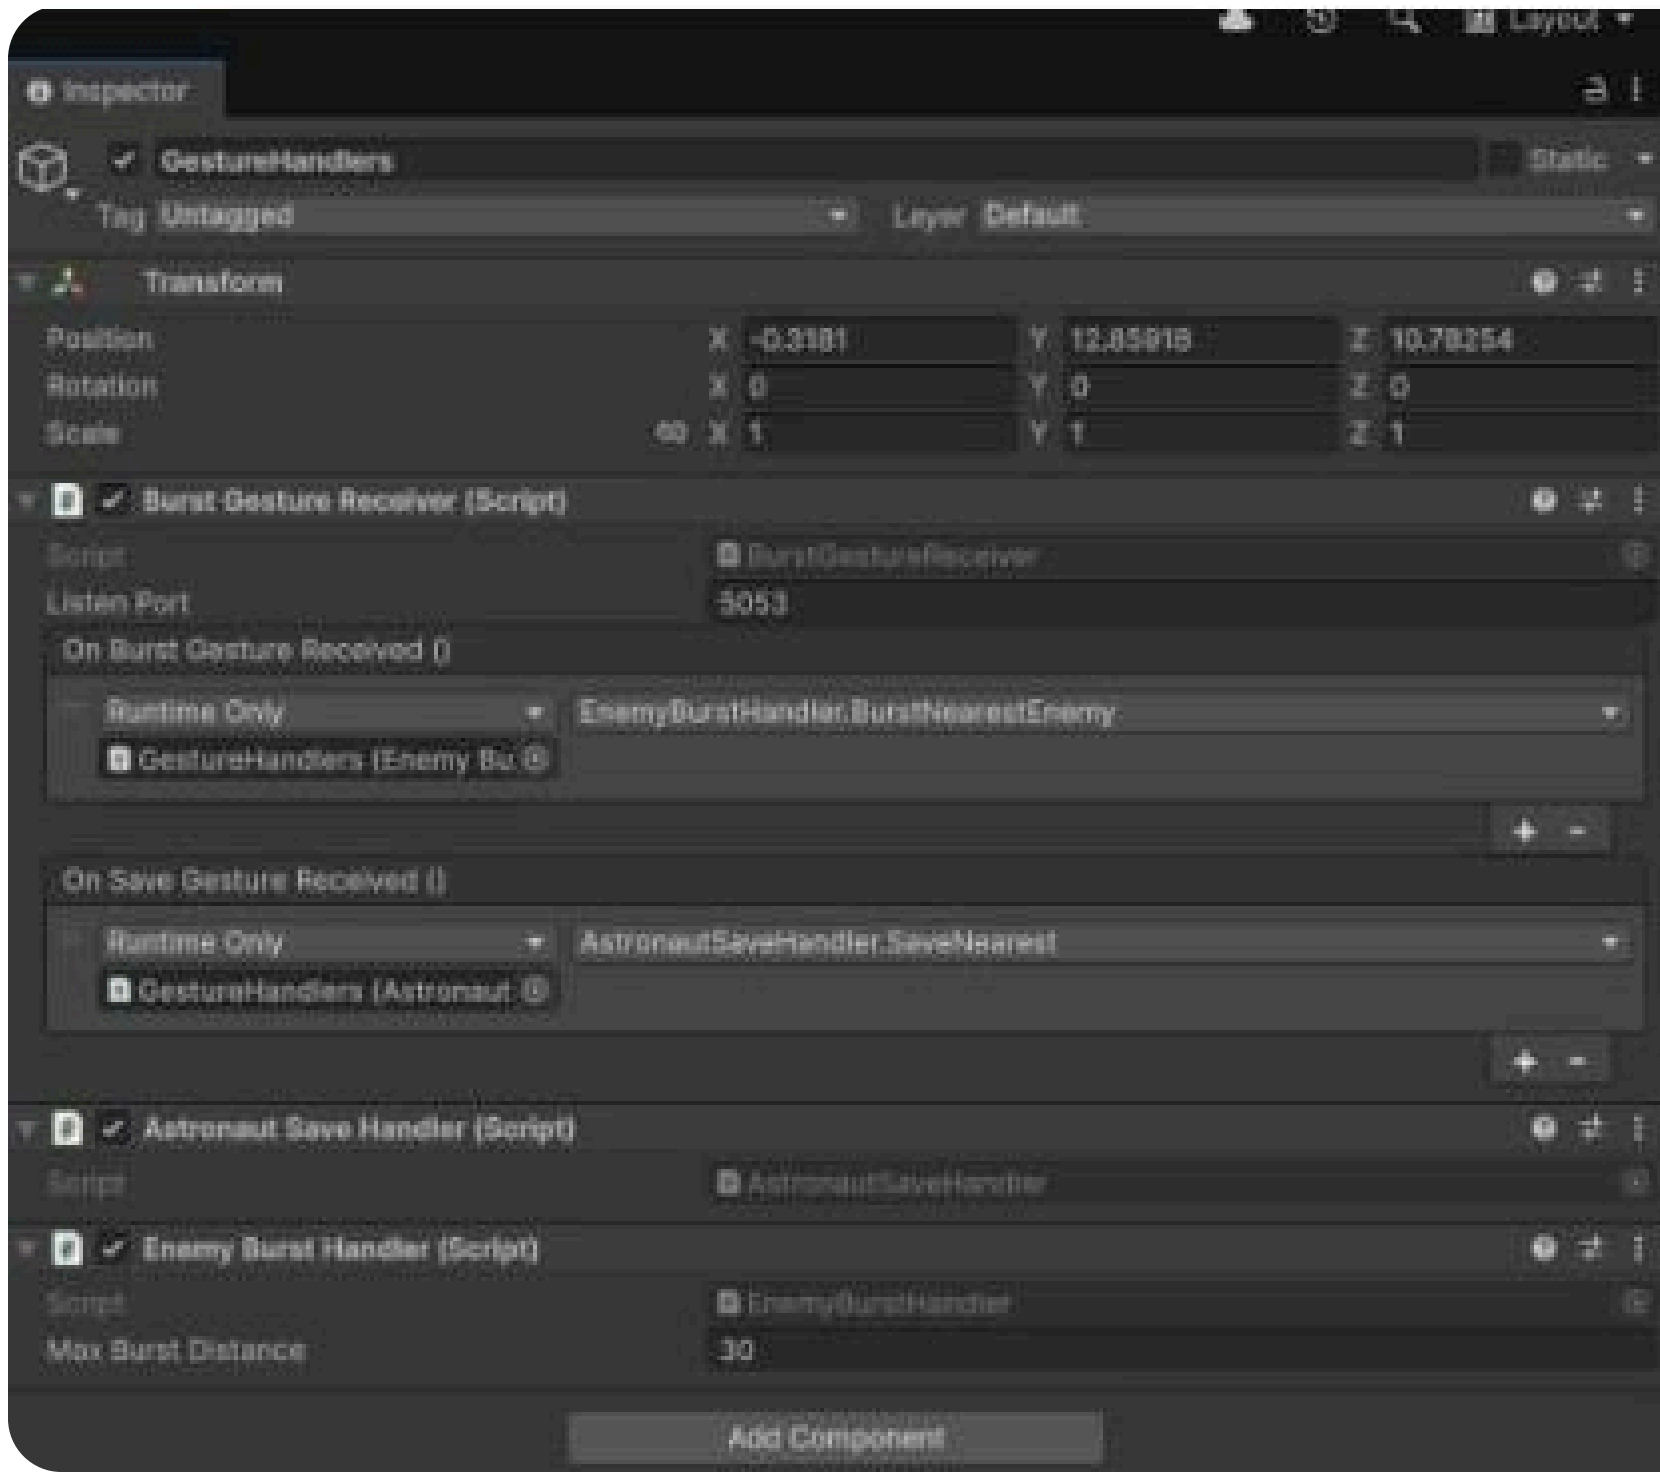 Layout
Inspector
GestureHandlers Static
Tag Untagged Layer Default
Transform
Position X -0.3181 Y 12.85918 Z 10.78254
Rotation X 0 Y 0 Z 0
Scale X 1 Y 1 Z 1
Burst Gesture Receiver (Script)
Script BurstGestureReceiver
Listen Port 5053
On Burst Gesture Received ()
Runtime Only EnemyBurstHandler.BurstNearestEnemy
GestureHandlers (Enemy Bu
On Save Gesture Received ()
Runtime Only AstronautSaveHandler.SaveNearest
GestureHandlers (Astronaut
Astronaut Save Handler (Script)
Script AstronautSaveHandler
Enemy Burst Handler (Script)
Script EnemyBurstHandler
Max Burst Distance 30
Add Component